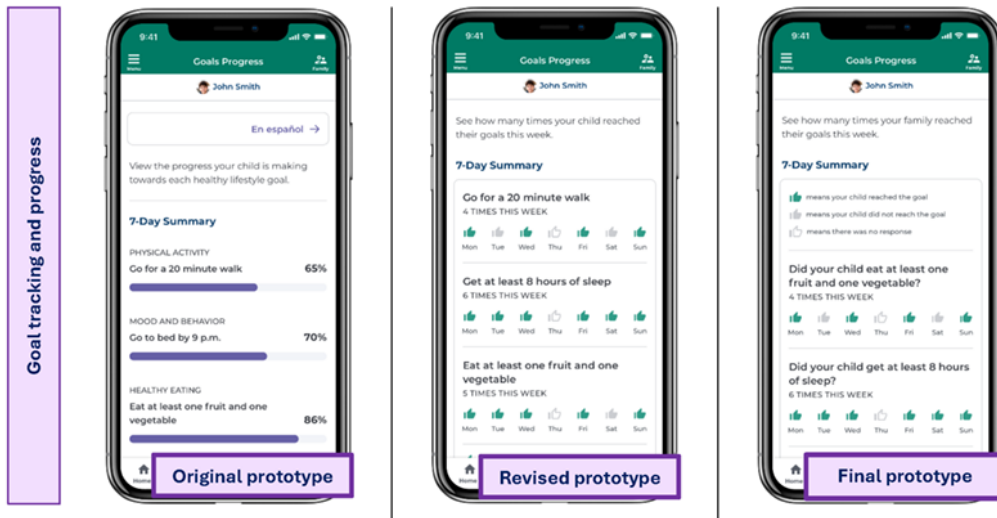 Goal tracking and progress
9:41
Menu
Goals Progress
Family
John Smith
En español →
View the progress your child is making
towards each healthy lifestyle goal.
7-Day Summary
PHYSICAL ACTIVITY
Go for a 20 minute walk 65%
MOOD AND BEHAVIOR
Go to bed by 9 p.m. 70%
HEALTHY EATING
Eat at least one fruit and one
vegetable 86%
Home
Original prototype
9:41
Menu
Goals Progress
Family
John Smith
See how many times your child reached
their goals this week.
7-Day Summary
Go for a 20 minute walk
4 TIMES THIS WEEK
Mon Tue Wed Thu Fri Sat Sun
Get at least 8 hours of sleep
6 TIMES THIS WEEK
Mon Tue Wed Thu Fri Sat Sun
Eat at least one fruit and one
vegetable
5 TIMES THIS WEEK
Mon Tue Wed Thu Fri Sat Sun
Home
Revised prototype
9:41
Menu
Goals Progress
Family
John Smith
See how many times your family reached
their goals this week.
7-Day Summary
means your child reached the goal
means your child did not reach the goal
means there was no response
Did your child eat at least one
fruit and one vegetable?
4 TIMES THIS WEEK
Mon Tue Wed Thu Fri Sat Sun
Did your child get at least 8 hours
of sleep?
6 TIMES THIS WEEK
Mon Tue Wed Thu Fri Sat Sun
Home
Final prototype